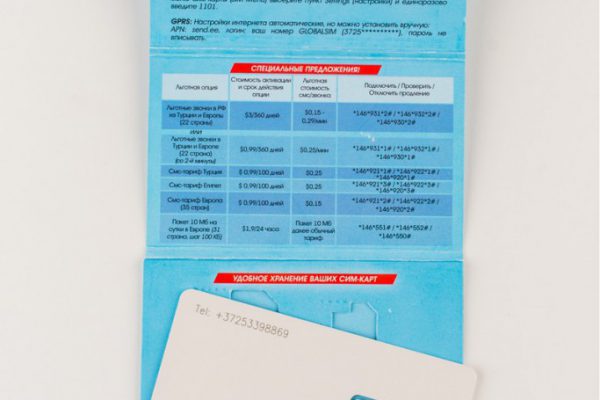 выберите пункт Settings (настройки) и единоразово
введите 1101.
GPRS: Настройки интернета автоматические, но можно установить вручную:
APN: send.ee, логин: ваш номер GLOBALSIM (3725**********), пароль не
вписывать.
СПЕЦИАЛЬНЫЕ ПРЕДЛОЖЕНИЯ!
Льготная опция
Стоимость активации
и срок действия
опции
Льготная
стоимость
смс/звонка
Подключить / Проверить /
Отключить продление
Льготные звонки в РФ
из Турции и Европы
(22 страны)
$3/360 дней
$0,15 -
0,29/мин
*146*931*2# / *146*932*2# /
*146*930*2#
ИЛИ
Льготные звонки в
Турции и Европе
(22 страны)
(со 2-й минуты)
$0,99/360 дней
$0,25/мин
*146*931*1# / *146*932*1# /
*146*930*1#
Смс-тариф Турция
$ 0,99/100 дней
$0,25
*146*921*1# / *146*922*1# /
*146*920*1#
Смс-тариф Египет
$ 0,99/100 дней
$0,25
*146*921*3# / *146*922*3# /
*146*920*3#
Смс-тариф Европа
(35 стран)
$ 0,99/100 дней
$0,15
*146*921*2# / *146*922*2# /
*146*920*2#
Пакет 10 Мб на
сутки в Европе (31
страна, шаг 100 КБ)
$1,9/24 часа
Пакет 10 Мб
далее обычный
тариф
*146*551# / *146*552# /
*146*550#
УДОБНОЕ ХРАНЕНИЕ ВАШИХ СИМ-КАРТ
Tel: +37253398869